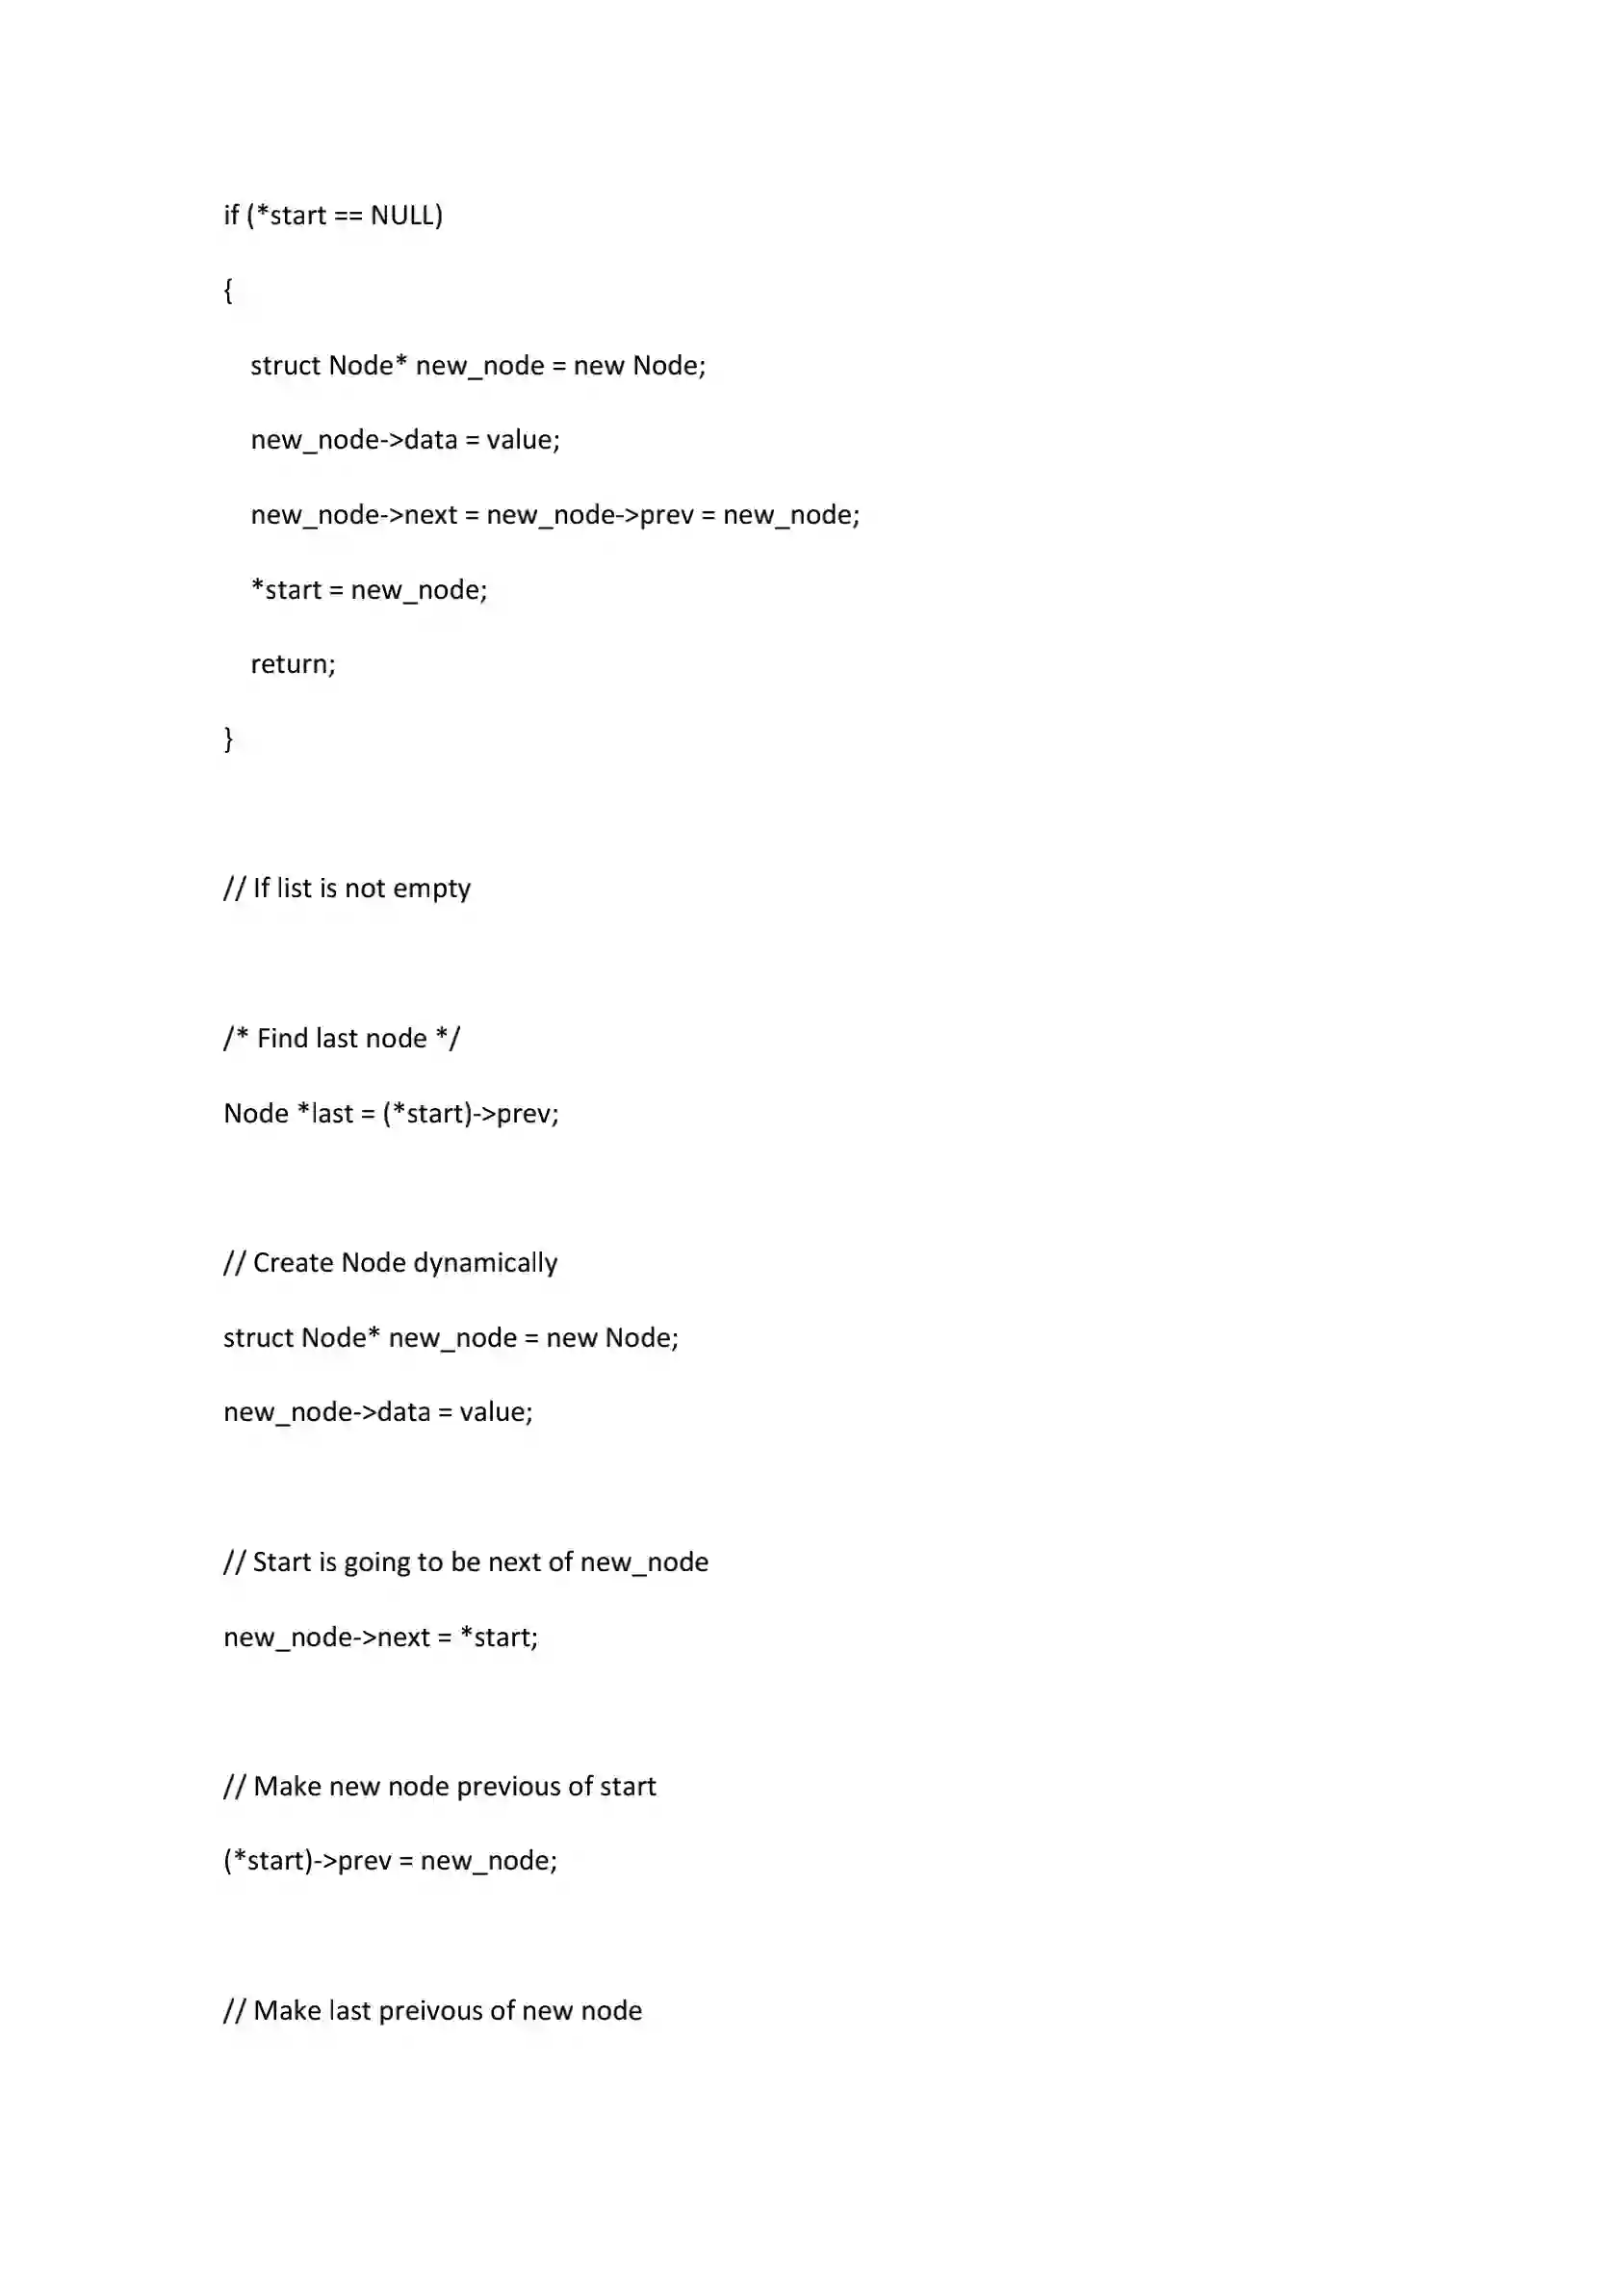 if (*start == NULL)
{
struct Node* new_node = new Node;
new_node->data = value;
new_node->next = new_node->prev = new_node;
*start = new_node;
return;
}
// If list is not empty
/* Find last node */
Node *last = (*start)->prev;
// Create Node dynamically
struct Node* new_node = new Node;
new_node->data = value;
// Start is going to be next of new_node
new_node->next = *start;
// Make new node previous of start
(*start)->prev = new_node;
// Make last preivous of new node